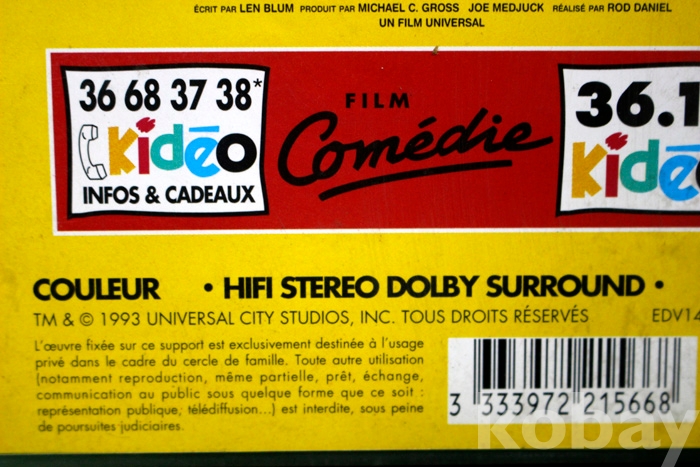 ÉCRIT PAR LEN BLUM PRODUIT PAR MICHAEL C. GROSS JOE MEDJUCK RÉALISÉ PAR ROD DANIEL
UN FILM UNIVERSAL
36 68 37 38*
Kidéo
INFOS & CADEAUX
FILM
Comédie
36.1
Kidé
COULEUR • HIFI STEREO DOLBY SURROUND •
TM & © 1993 UNIVERSAL CITY STUDIOS, INC. TOUS DROITS RÉSERVÉS EDV14
L'œuvre fixée sur ce support est exclusivement destinée à l'usage
privé dans le cadre du cercle de famille. Toute autre utilisation
(notamment reproduction, même partielle, prêt, échange,
communication au public sous quelque forme que ce soit :
représentation publique, télédiffusion...) est interdite, sous peine
de poursuites judiciaires.
3 333972 215668
kobay